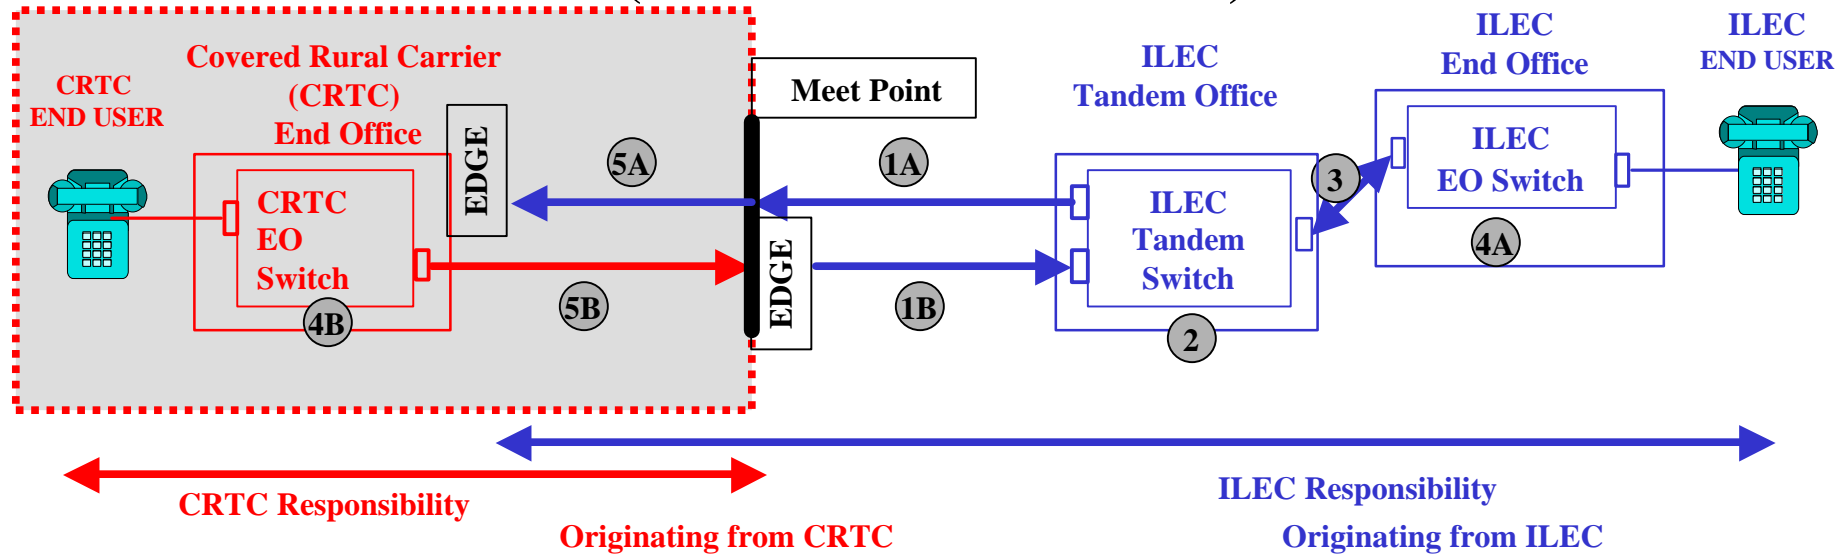 CRTC
END USER
Covered Rural Carrier
(CRTC)
End Office
EDGE
CRTC
EO
Switch
4B
5A
5B
Meet Point
EDGE
1A
1B
ILEC
Tandem Office
ILEC
Tandem
Switch
2
3
ILEC
End Office
ILEC
EO Switch
4A
ILEC
END USER
CRTC Responsibility
Originating from CRTC
ILEC Responsibility
Originating from ILEC